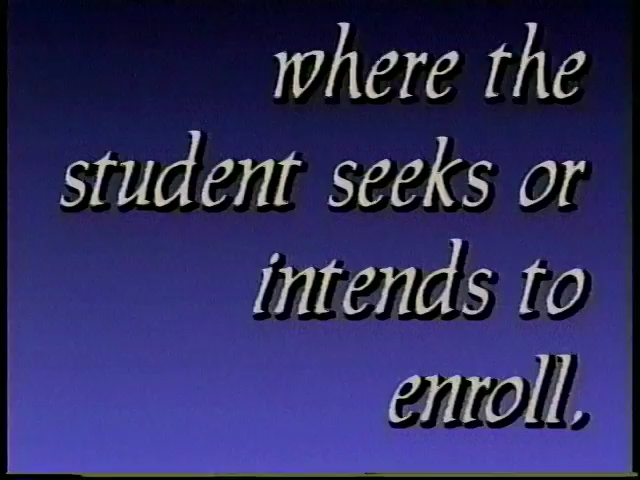 where the
student seeks or
intends to
enroll.